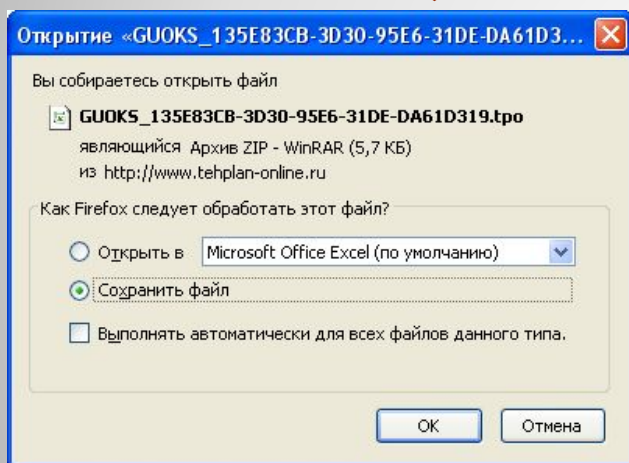 Открытие «GUOKS_135E83CB-3D30-95E6-31DE-DA61D3...
Вы собираетесь открыть файл
GUOKS_135E83CB-3D30-95E6-31DE-DA61D319.tpo
являющийся Архив ZIP - WinRAR (5,7 КБ)
из http://www.tehplan-online.ru
Как Firefox следует обработать этот файл?
Открыть в Microsoft Office Excel (по умолчанию)
Сохранить файл
Выполнять автоматически для всех файлов данного типа.
ОК Отмена